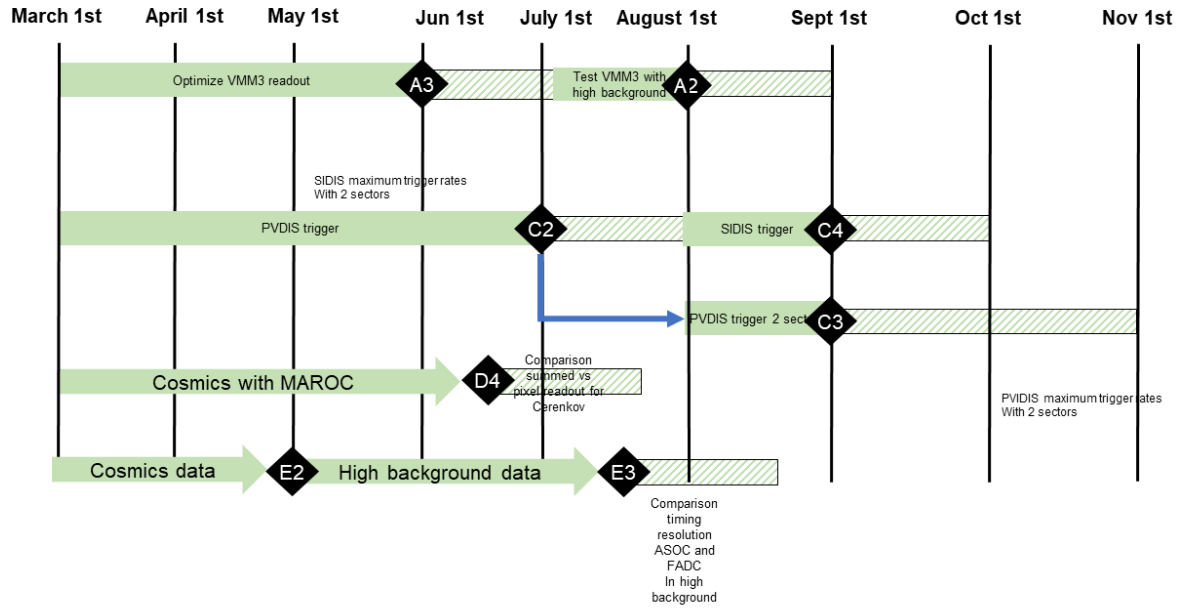 March 1st April 1st May 1st Jun 1st July 1st August 1st Sept 1st Oct 1st Nov 1st
Optimize VMM3 readout
A3
Test VMM3 with
high background
A2
SIDIS maximum trigger rates
With 2 sectors
PVDIS trigger
C2
SIDIS trigger
C4
PVDIS trigger 2 sect
C3
Cosmics with MAROC
D4
Comparison
summed vs
pixel readout for
Cerenkov
PVIDIS maximum trigger rates
With 2 sectors
Cosmics data
E2
High background data
E3
Comparison
timing
resolution
ASOC and
FADC
In high
background